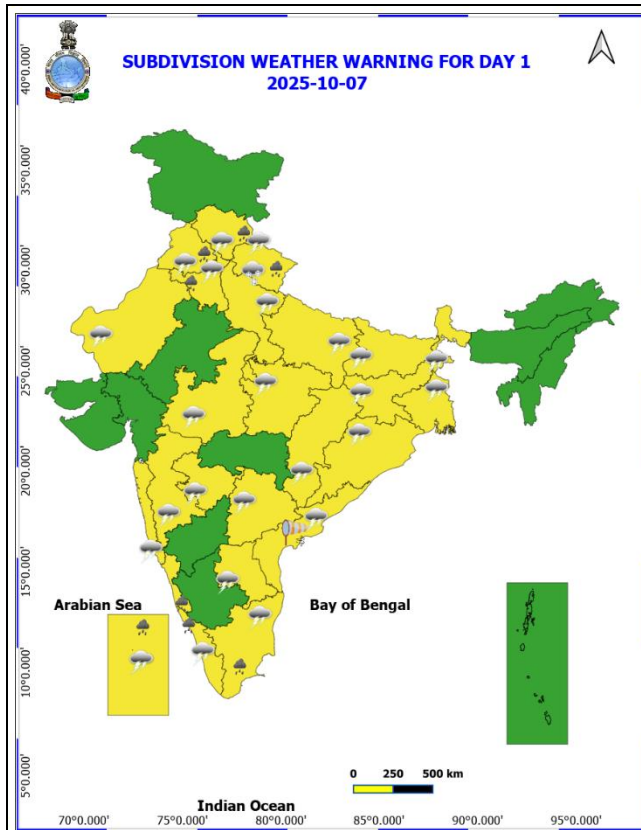 SUBDIVISION WEATHER WARNING FOR DAY 1
2025-10-07
40°0.000'
35°0.000'
30°0.000'
25°0.000'
20°0.000'
15°0.000'
10°0.000'
5°0.000'
Arabian Sea
Bay of Bengal
0 250 500 km
Indian Ocean
70°0.000' 75°0.000' 80°0.000' 85°0.000' 90°0.000' 95°0.000'